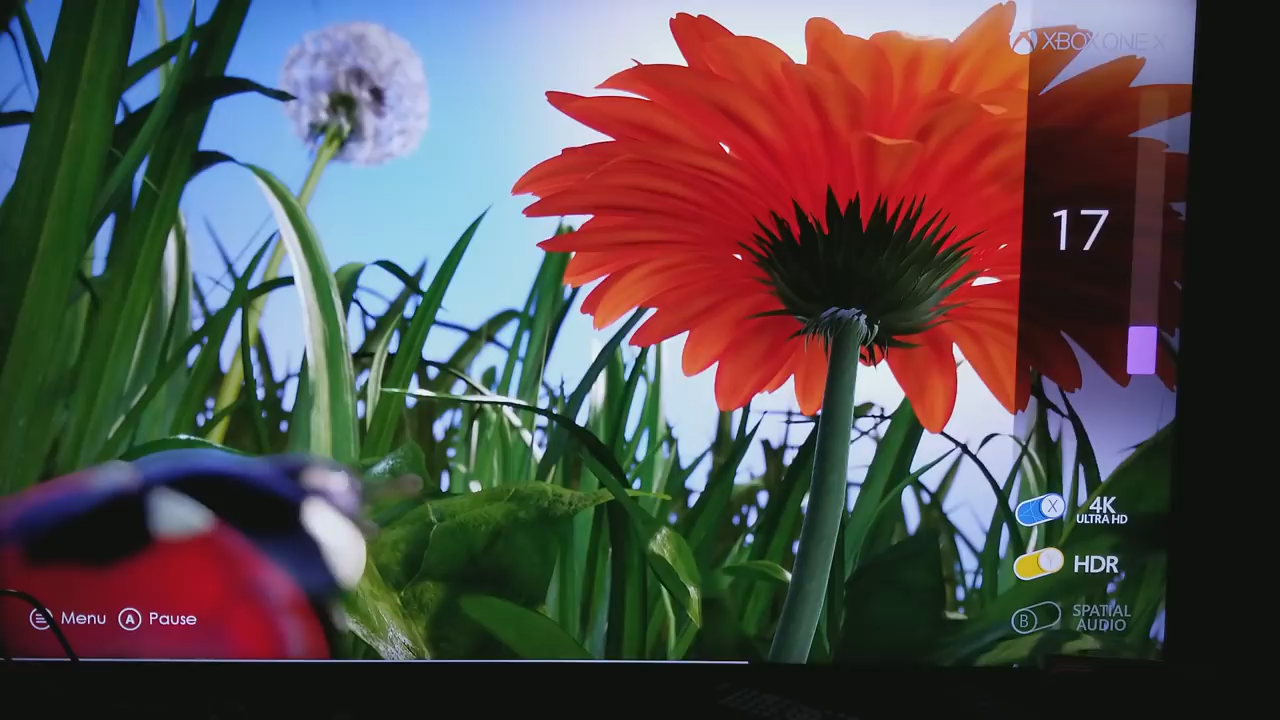 XBOX ONE X
17
X
4K
ULTRA HD
Y
HDR
B
SPATIAL
AUDIO
Menu
A
Pause